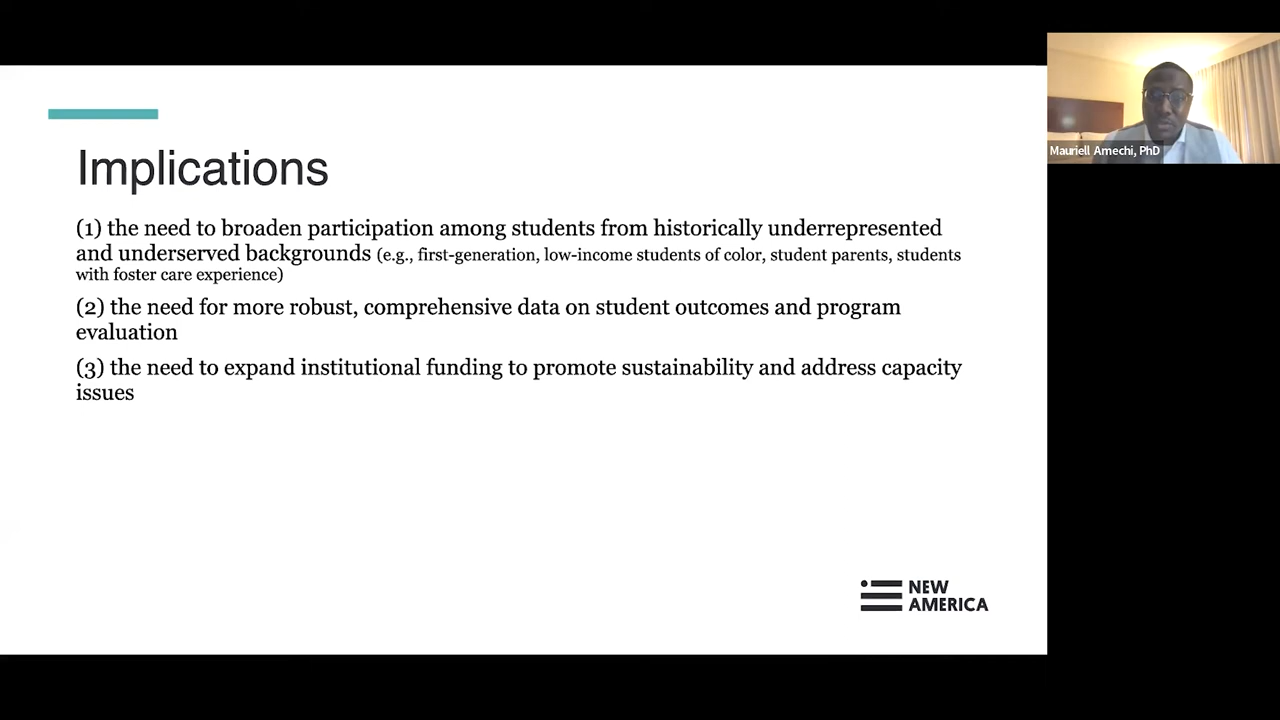 Implications
(1) the need to broaden participation among students from historically underrepresented
and underserved backgrounds (e.g., first-generation, low-income students of color, student parents, students
with foster care experience)
(2) the need for more robust, comprehensive data on student outcomes and program
evaluation
(3) the need to expand institutional funding to promote sustainability and address capacity
issues
NEW
AMERICA
Mauriell Amechi, PhD